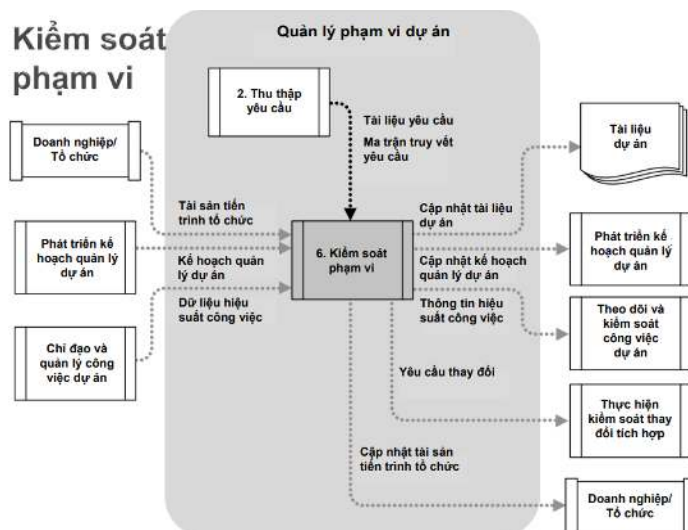 Kiểm soát
phạm vi
Quản lý phạm vi dự án
2. Thu thập
yêu cầu
Tài liệu yêu cầu
Ma trận truy vết
yêu cầu
Doanh nghiệp/
Tổ chức
Tài sản tiến
trình tổ chức
Phát triển kế
hoạch quản lý
dự án
Kế hoạch quản
lý dự án
Dữ liệu hiệu
suất công việc
Chỉ đạo và
quản lý công
việc dự án
6. Kiểm soát
phạm vi
Cập nhật tài liệu
dự án
Cập nhật kế hoạch
quản lý dự án
Thông tin hiệu
suất công việc
Yêu cầu thay đổi
Cập nhật tài sản
tiến trình tổ chức
Tài liệu
dự án
Phát triển kế
hoạch quản lý
dự án
Theo dõi và
kiểm soát
công việc
dự án
Thực hiện
kiểm soát thay
đổi tích hợp
Doanh nghiệp/
Tổ chức